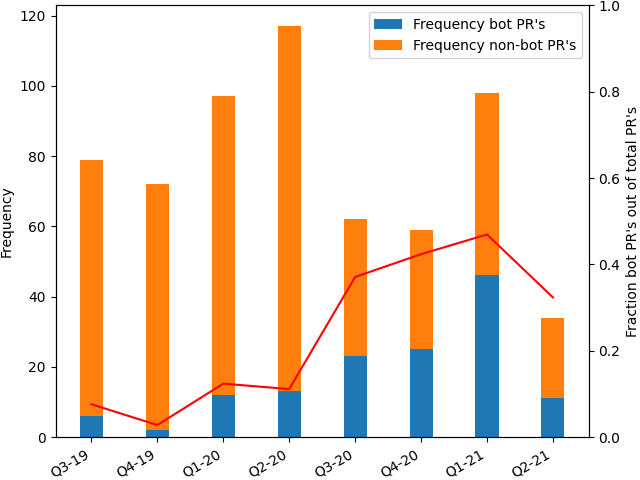 Frequency bot PR's
Frequency non-bot PR's
Frequency
120
100
80
60
40
20
0
1.0
0.8
0.6
0.4
0.2
0.0
Fraction bot PR's out of total PR's
Q3-19
Q4-19
Q1-20
Q2-20
Q3-20
Q4-20
Q1-21
Q2-21